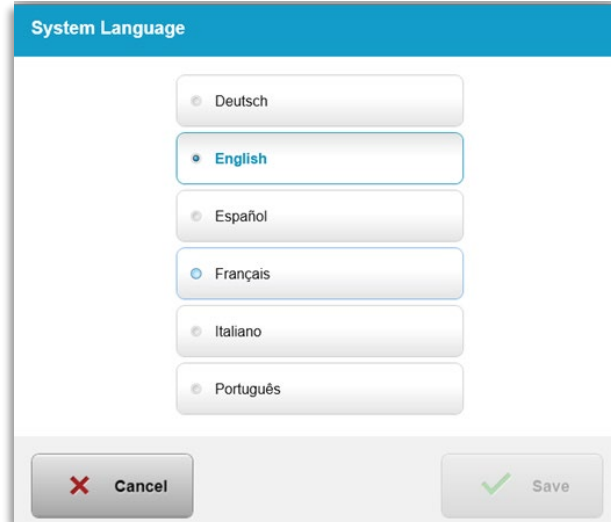 System Language
Deutsch
English
Español
Français
Italiano
Português
Cancel
Save